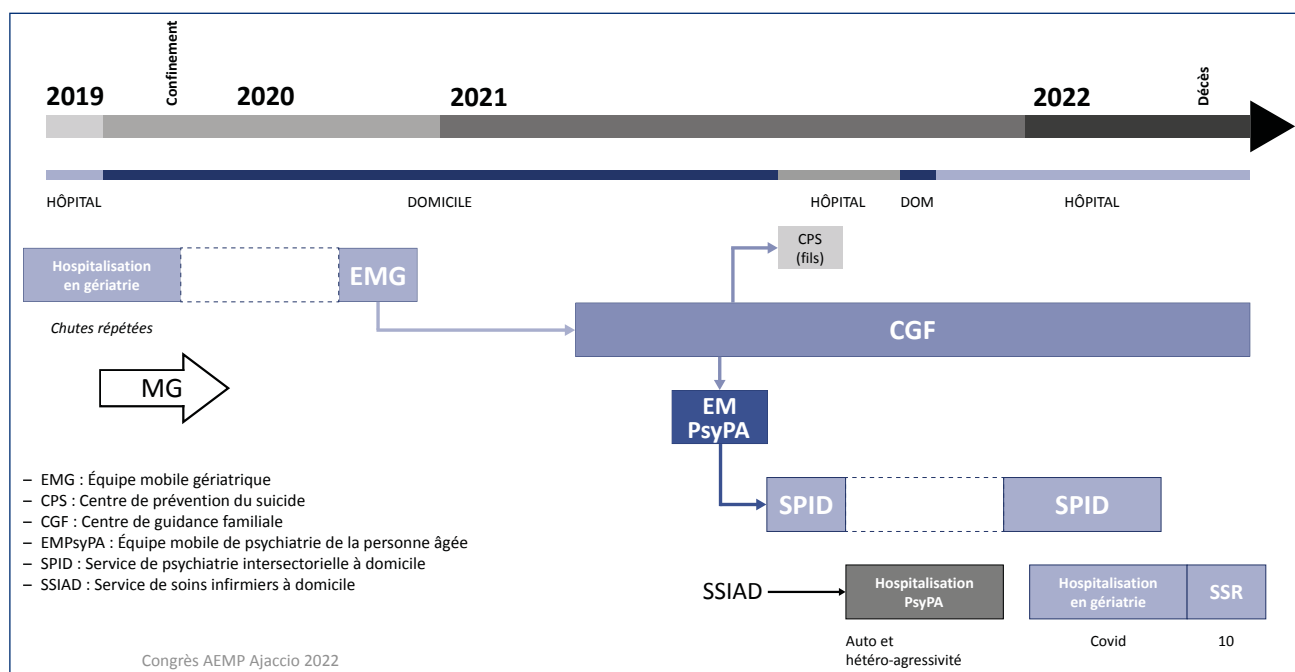 Confinement
Décès
2019
2020
2021
2022
HÔPITAL
DOMICILE
HÔPITAL
DOM
HÔPITAL
Hospitalisation
en gériatrie
EMG
CPS
(fils)
Chutes répétées
CGF
MG
EM
PsyPA
SPID
SPID
– EMG : Équipe mobile gériatrique
– CPS : Centre de prévention du suicide
– CGF : Centre de guidance familiale
– EMPsyPA : Équipe mobile de psychiatrie de la personne âgée
– SPID : Service de psychiatrie intersectorielle à domicile
– SSIAD : Service de soins infirmiers à domicile
SSIAD
Hospitalisation
PsyPA
Hospitalisation
en gériatrie
SSR
Auto et
hétéro-agressivité
Covid
10
Congrès AEMP Ajaccio 2022